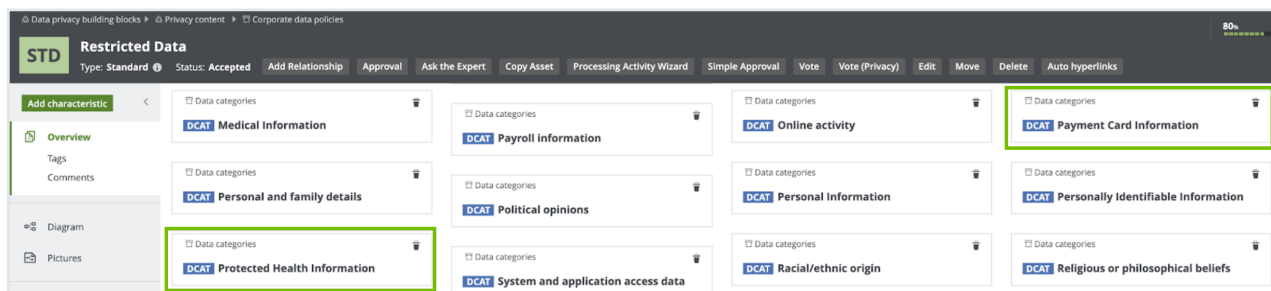 Data privacy building blocks Privacy content Corporate data policies
80%
STD
Restricted Data
Type: Standard Status: Accepted Add Relationship Approval Ask the Expert Copy Asset Processing Activity Wizard Simple Approval Vote Vote (Privacy) Edit Move Delete Auto hyperlinks
Add characteristic
Overview
Tags
Comments
Diagram
Pictures
Data categories
DCAT Medical Information
Data categories
DCAT Payroll information
Data categories
DCAT Online activity
Data categories
DCAT Payment Card Information
Data categories
DCAT Personal and family details
Data categories
DCAT Political opinions
Data categories
DCAT Personal Information
Data categories
DCAT Personally Identifiable Information
Data categories
DCAT Protected Health Information
Data categories
DCAT System and application access data
Data categories
DCAT Racial/ethnic origin
Data categories
DCAT Religious or philosophical beliefs